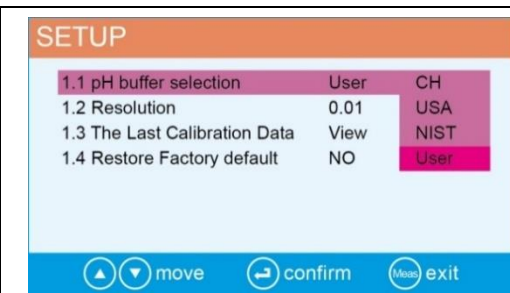 SETUP
1.1 pH buffer selection User CH
1.2 Resolution 0.01 USA
1.3 The Last Calibration Data View NIST
1.4 Restore Factory default NO User
move confirm Meas exit